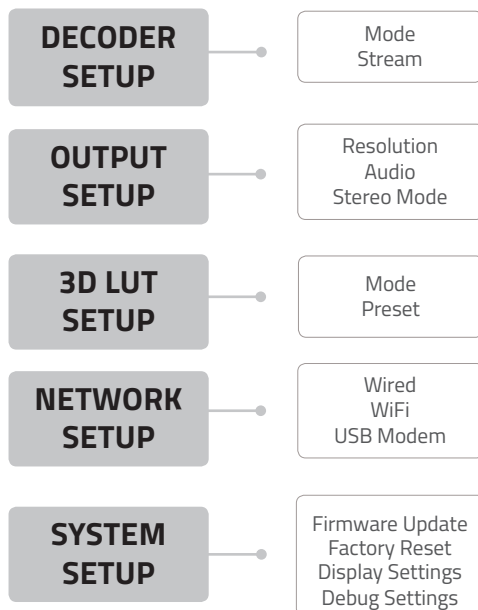 DECODER
SETUP
Mode
Stream
OUTPUT
SETUP
Resolution
Audio
Stereo Mode
3D LUT
SETUP
Mode
Preset
NETWORK
SETUP
Wired
WiFi
USB Modem
SYSTEM
SETUP
Firmware Update
Factory Reset
Display Settings
Debug Settings